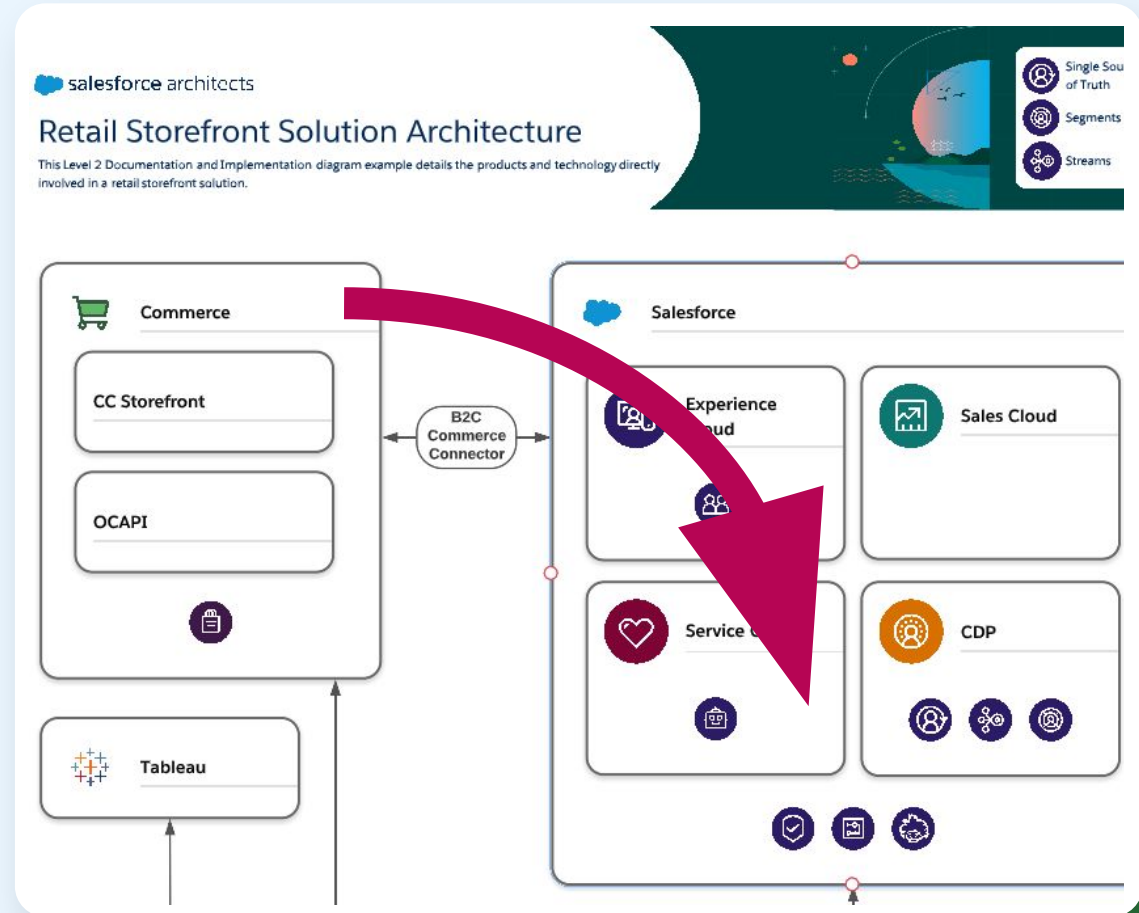 salesforce architects
Retail Storefront Solution Architecture
This Level 2 Documentation and Implementation diagram example details the products and technology directly
involved in a retail storefront solution.
Single Sou
of Truth
Segments
Streams
Commerce
CC Storefront
OCAPI
B2C
Commerce
Connector
Salesforce
Experience
oud
Sales Cloud
Service
CDP
Tableau